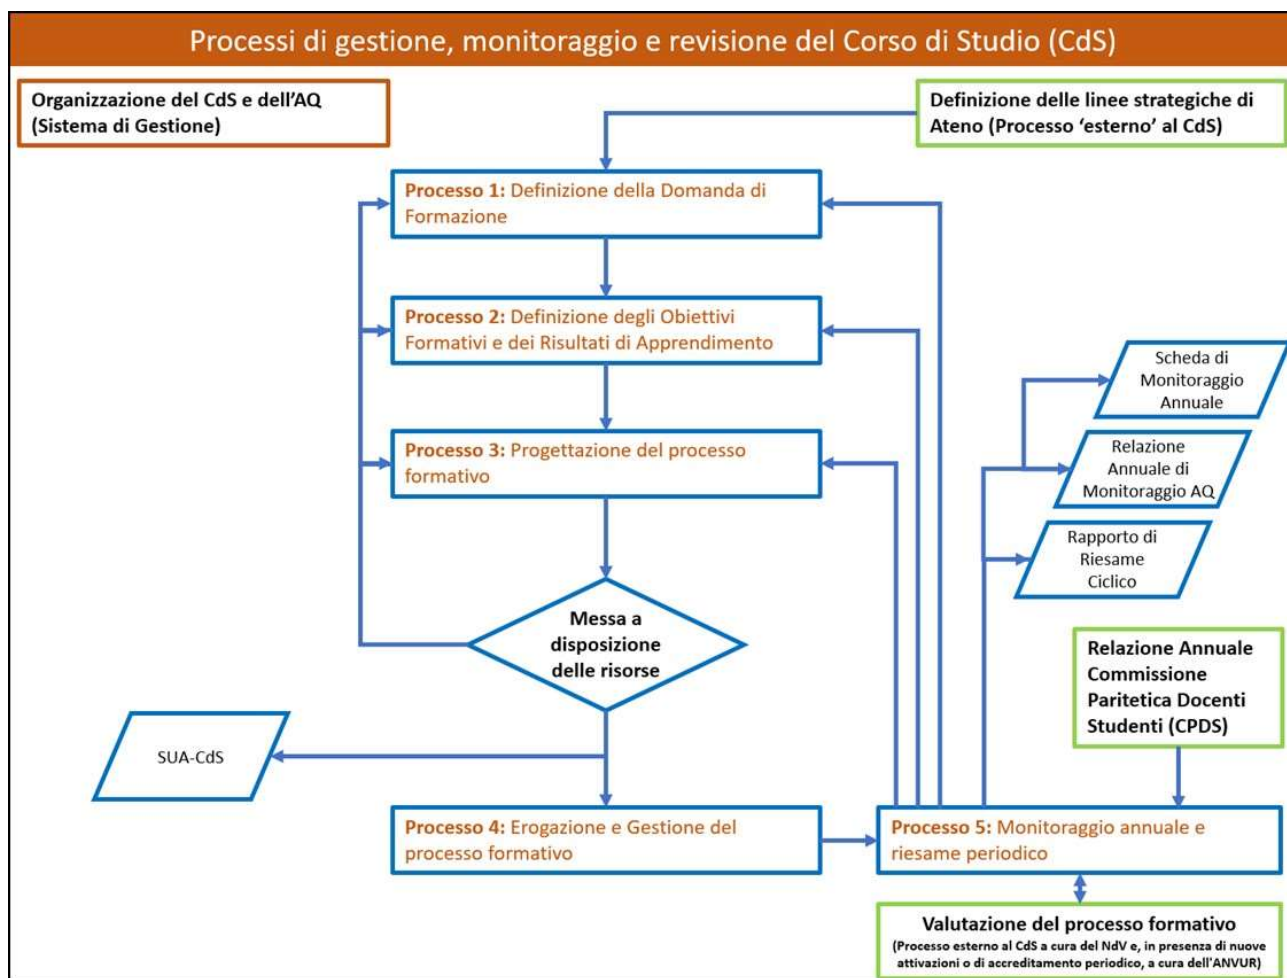 Processi di gestione, monitoraggio e revisione del Corso di Studio (CdS)
Organizzazione del CdS e dell'AQ
(Sistema di Gestione)
Definizione delle linee strategiche di
Ateno (Processo 'esterno' al CdS)
Processo 1: Definizione della Domanda di
Formazione
Processo 2: Definizione degli Obiettivi
Formativi e dei Risultati di Apprendimento
Scheda di
Monitoraggio
Annuale
Processo 3: Progettazione del processo
formativo
Relazione
Annuale di
Monitoraggio AQ
Rapporto di
Riesame
Ciclico
Messa a
disposizione
delle risorse
Relazione Annuale
Commissione
Paritetica Docenti
Studenti (CPDS)
SUA-CdS
Processo 4: Erogazione e Gestione del
processo formativo
Processo 5: Monitoraggio annuale e
riesame periodico
Valutazione del processo formativo
(Processo esterno al CdS a cura del NdV e, in presenza di nuove
attivazioni o di accreditamento periodico, a cura dell'ANVUR)